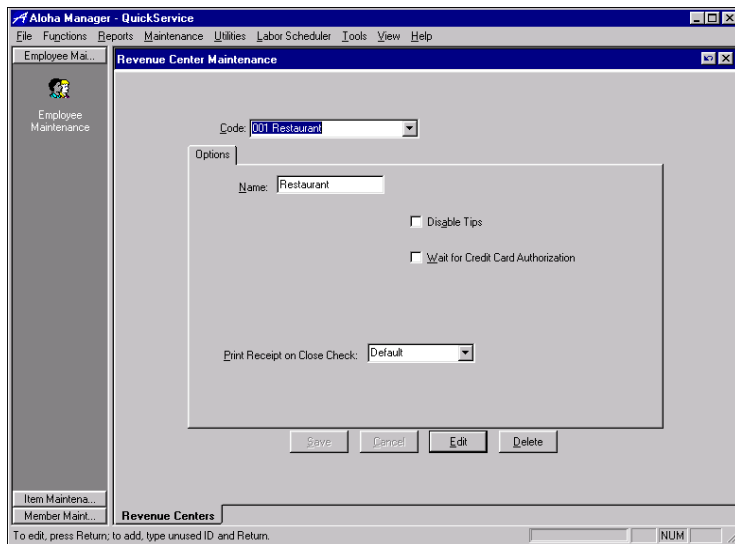 Aloha Manager - QuickService
File Functions Reports Maintenance Utilities Labor Scheduler Tools View Help
Employee Mai...
Revenue Center Maintenance
Employee
Maintenance
Code: 001 Restaurant
Options
Name: Restaurant
Disable Tips
Wait for Credit Card Authorization
Print Receipt on Close Check: Default
Save Cancel Edit Delete
Item Maintena...
Member Maint... Revenue Centers
To edit, press Return; to add, type unused ID and Return. NUM